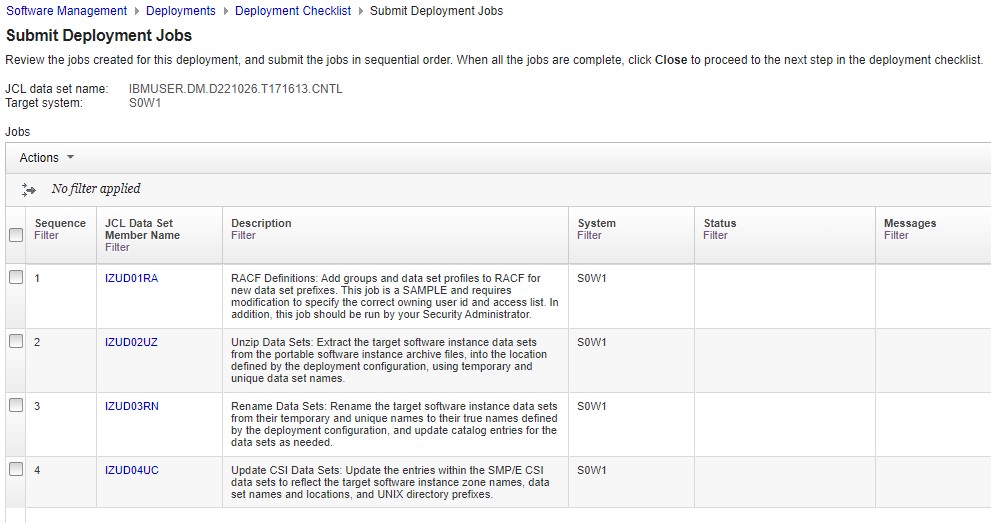 Software Management Deployments Deployment Checklist Submit Deployment Jobs
Submit Deployment Jobs
Review the jobs created for this deployment, and submit the jobs in sequential order. When all the jobs are complete, click Close to proceed to the next step in the deployment checklist.
JCL data set name: IBMUSER.DM.D221026.T171613.CNTL
Target system: S0W1
Jobs
Actions
No filter applied
Sequence
Filter
JCL Data Set
Member Name
Filter
Description
Filter
System
Filter
Status
Filter
Messages
Filter
1
IZUD01RA
RACF Definitions: Add groups and data set profiles to RACF for
new data set prefixes. This job is a SAMPLE and requires
modification to specify the correct owning user id and access list. In
addition, this job should be run by your Security Administrator.
S0W1
2
IZUD02UZ
Unzip Data Sets: Extract the target software instance data sets
from the portable software instance archive files, into the location
defined by the deployment configuration, using temporary and
unique data set names.
S0W1
3
IZUD03RN
Rename Data Sets: Rename the target software instance data sets
from their temporary and unique names to their true names defined
by the deployment configuration, and update catalog entries for the
data sets as needed.
S0W1
4
IZUD04UC
Update CSI Data Sets: Update the entries within the SMP/E CSI
data sets to reflect the target software instance zone names, data
set names and locations, and UNIX directory prefixes.
S0W1